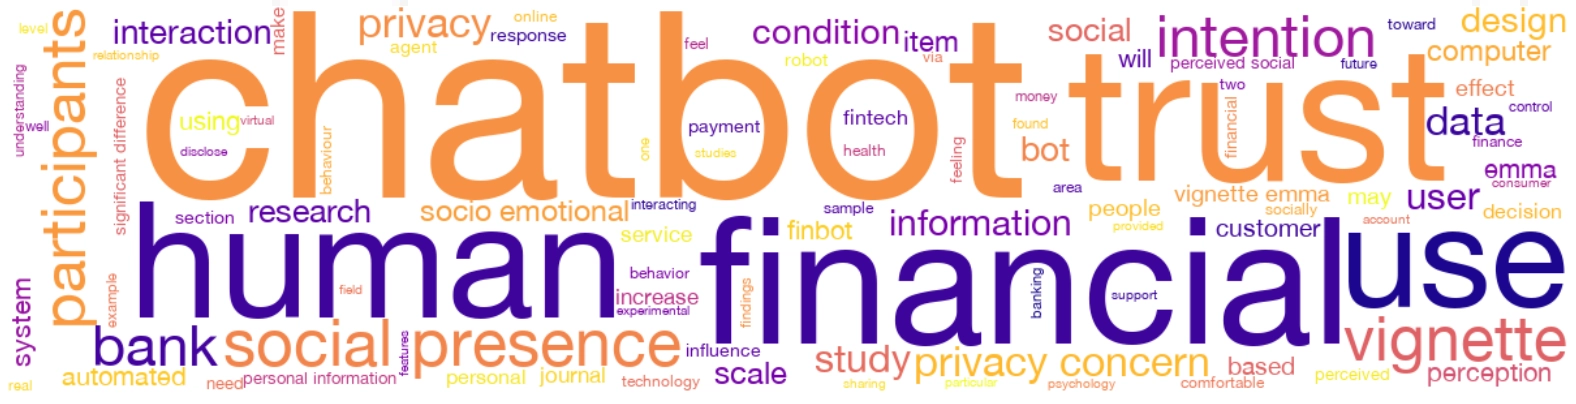 level
relationship
interaction
make
privacy
agent
online
response
feel
condition
robot
item
via
social
will
intention
perceived social
toward
future
design
computer
participants
understanding
well
significant difference
chatbot
using
virtual
disclose
behaviour
one
payment
studies
fintech
health
feeling
money
found
bot
area
trust
two
financial
effect
data
control
finance
emma
consumer
section
research
socio emotional
interacting
sample
people
provided
vignette emma
socially
may
user
account
decision
human
field
service
behavior
increase
experimental
finbot
information
customer
financial
findings
banking
support
use
system
example
bank
social presence
features
influence
scale
study
privacy concern
based
vignette
perception
perceived
real
automated
need
personal information
personal
journal
technology
sharing
particular
psychology
comfortable